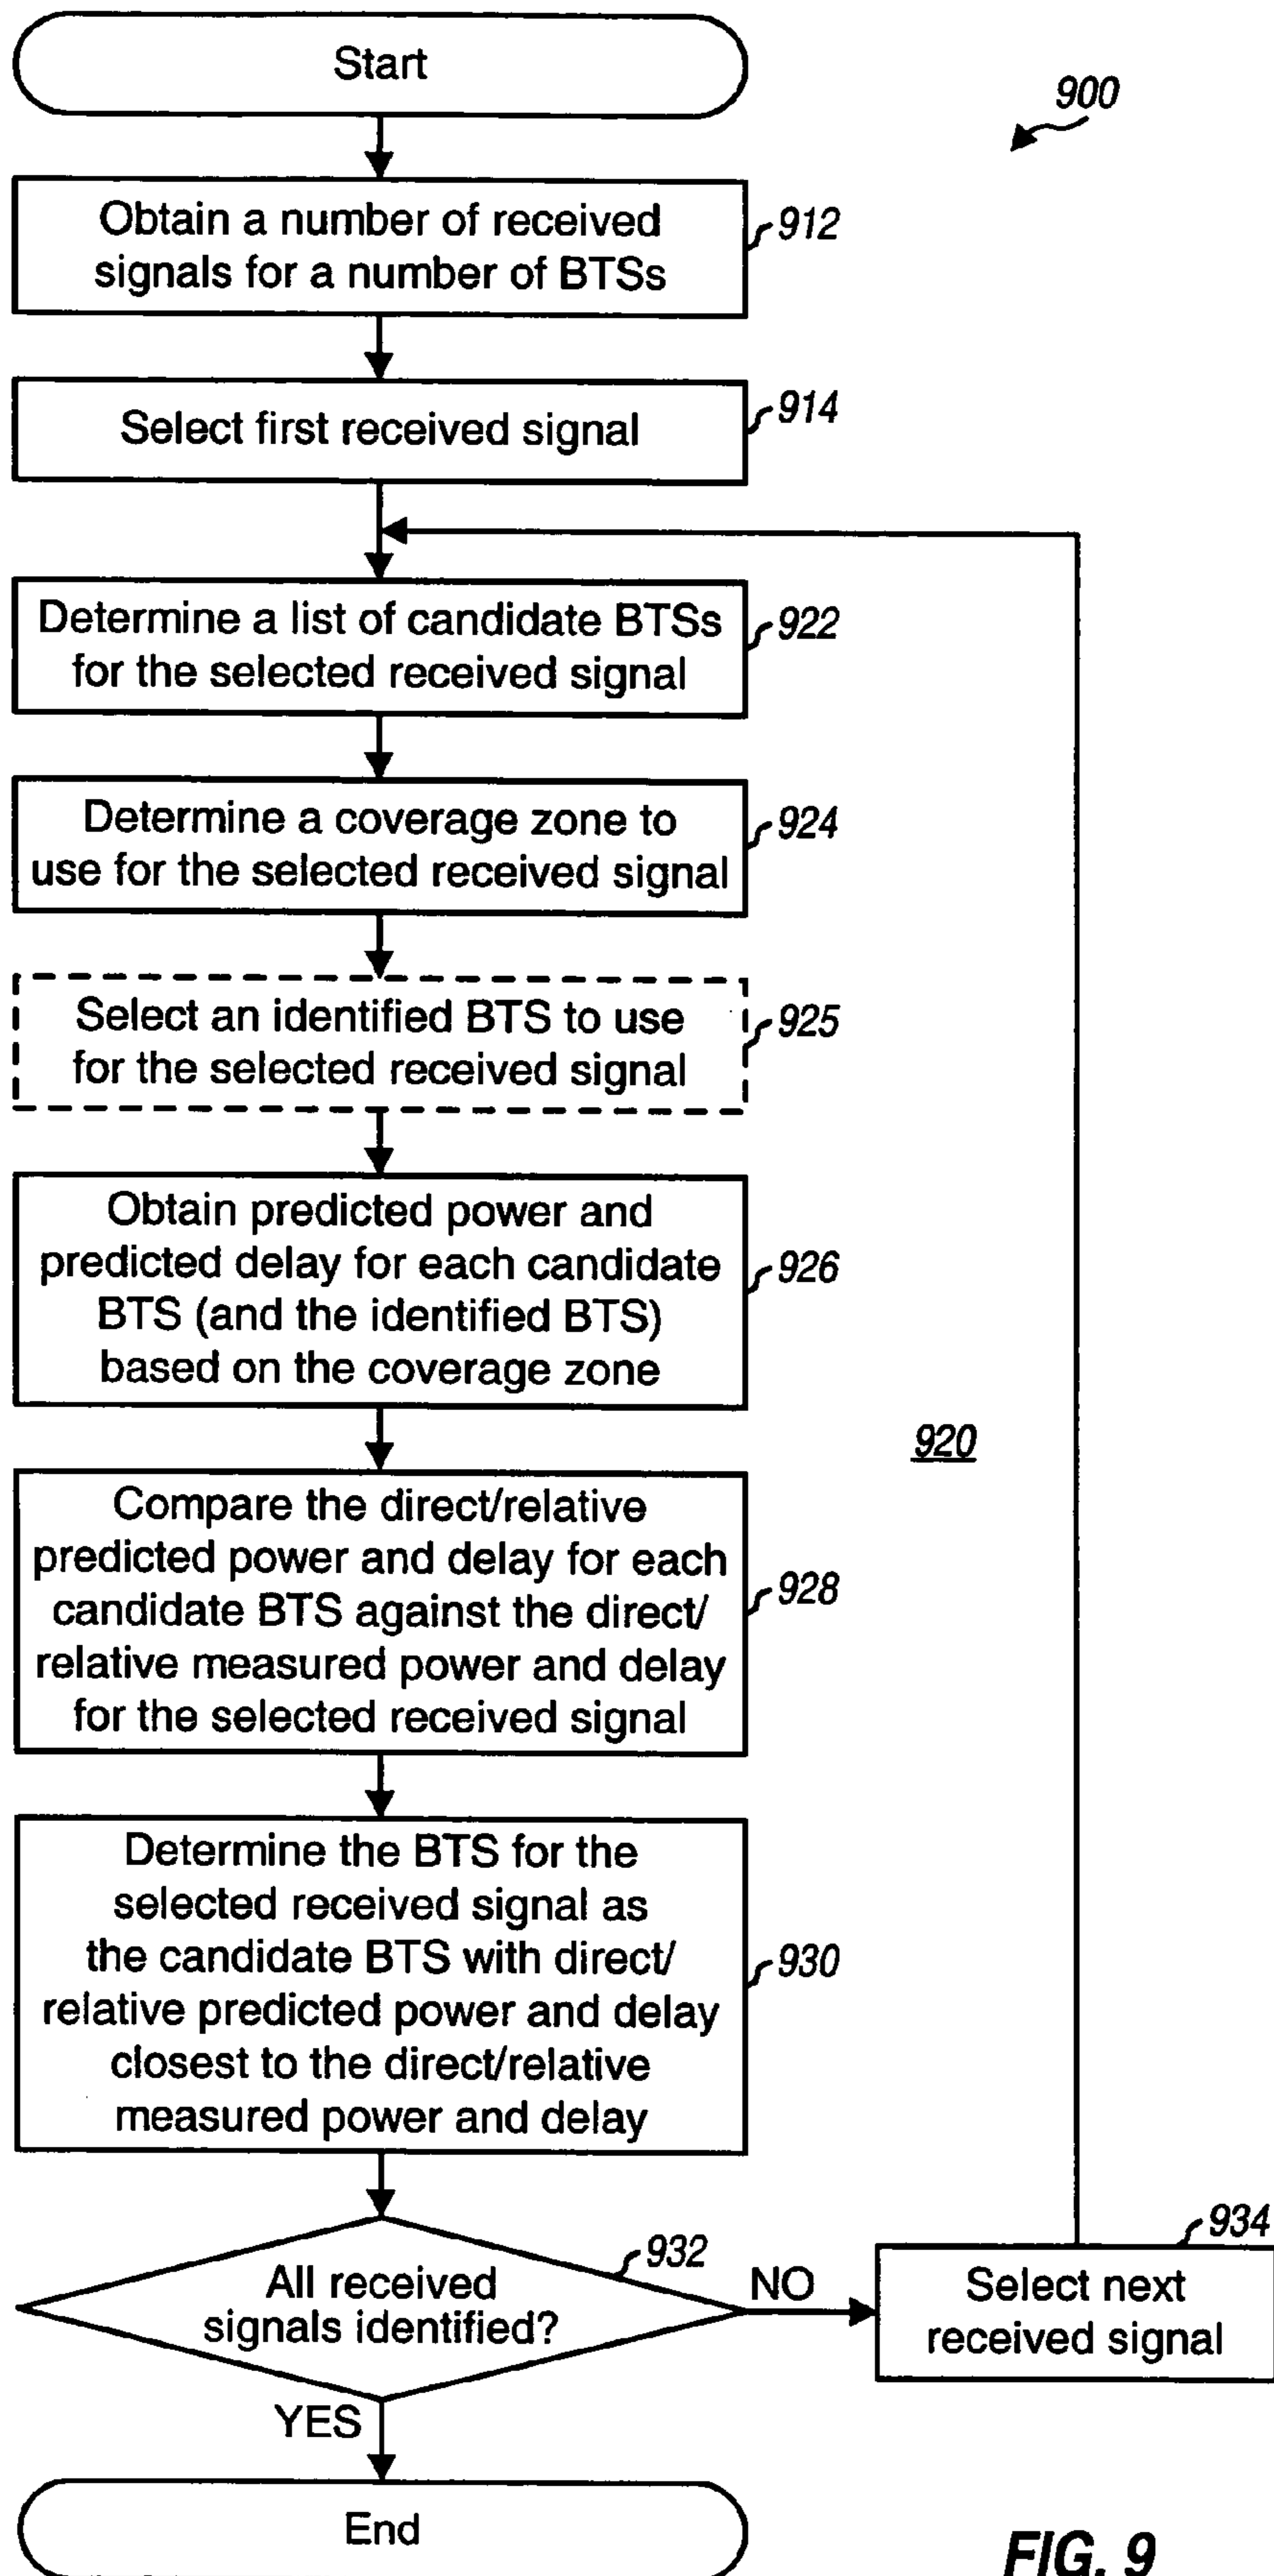 Start
900
Obtain a number of received
signals for a number of BTSs
912
Select first received signal
914
Determine a list of candidate BTSs
for the selected received signal
922
Determine a coverage zone to
use for the selected received signal
924
Select an identified BTS to use
for the selected received signal
925
Obtain predicted power and
predicted delay for each candidate
BTS (and the identified BTS)
based on the coverage zone
926
920
Compare the direct/relative
predicted power and delay for each
candidate BTS against the direct/
relative measured power and delay
for the selected received signal
928
Determine the BTS for the
selected received signal as
the candidate BTS with direct/
relative predicted power and delay
closest to the direct/relative
measured power and delay
930
All received
signals identified?
932
NO
934
Select next
received signal
YES
End
FIG. 9